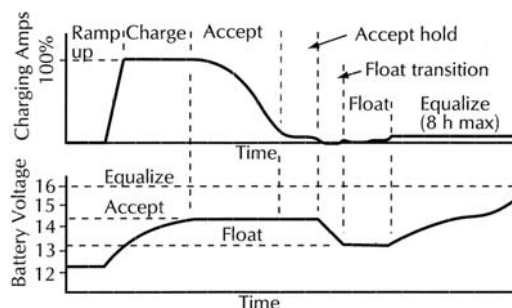 Ramp Charge Accept
up
Accept hold
100%
Float transition
Charging Amps
Float Equalize
(8 h max)
Time
16 Equalize
15 Accept
14
Float
13
12
Battery Voltage
Time